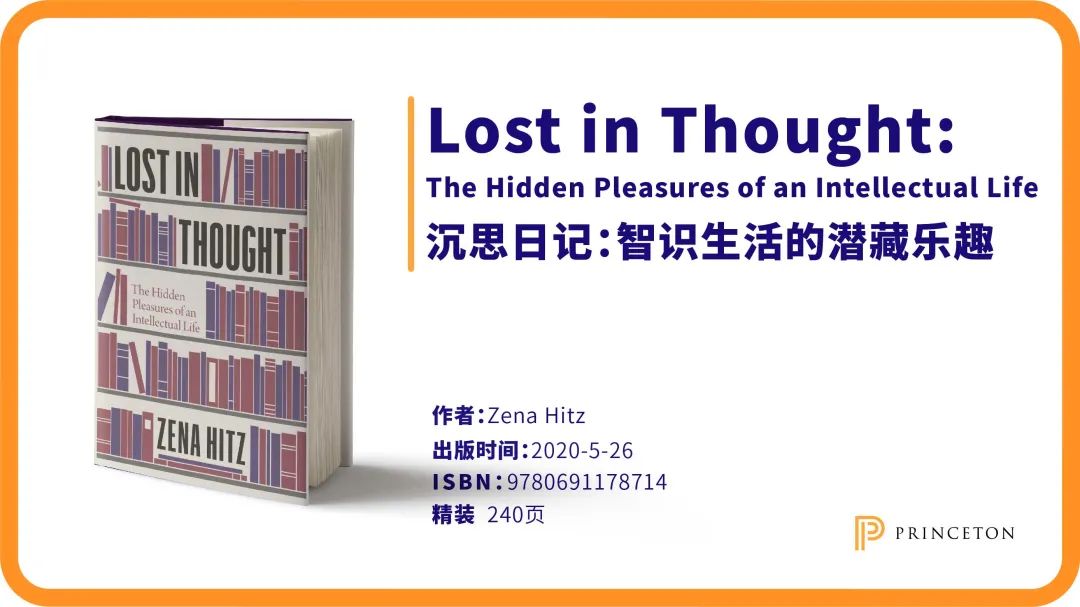 LOST IN
THOUGHT
The Hidden
Pleasures of an
Intellectual Life
ZENA HITZ
Lost in Thought:
The Hidden Pleasures of an Intellectual Life
沉思日记：智识生活的潜藏乐趣
作者：Zena Hitz
出版时间：2020-5-26
ISBN：9780691178714
精装 240页
PRINCETON